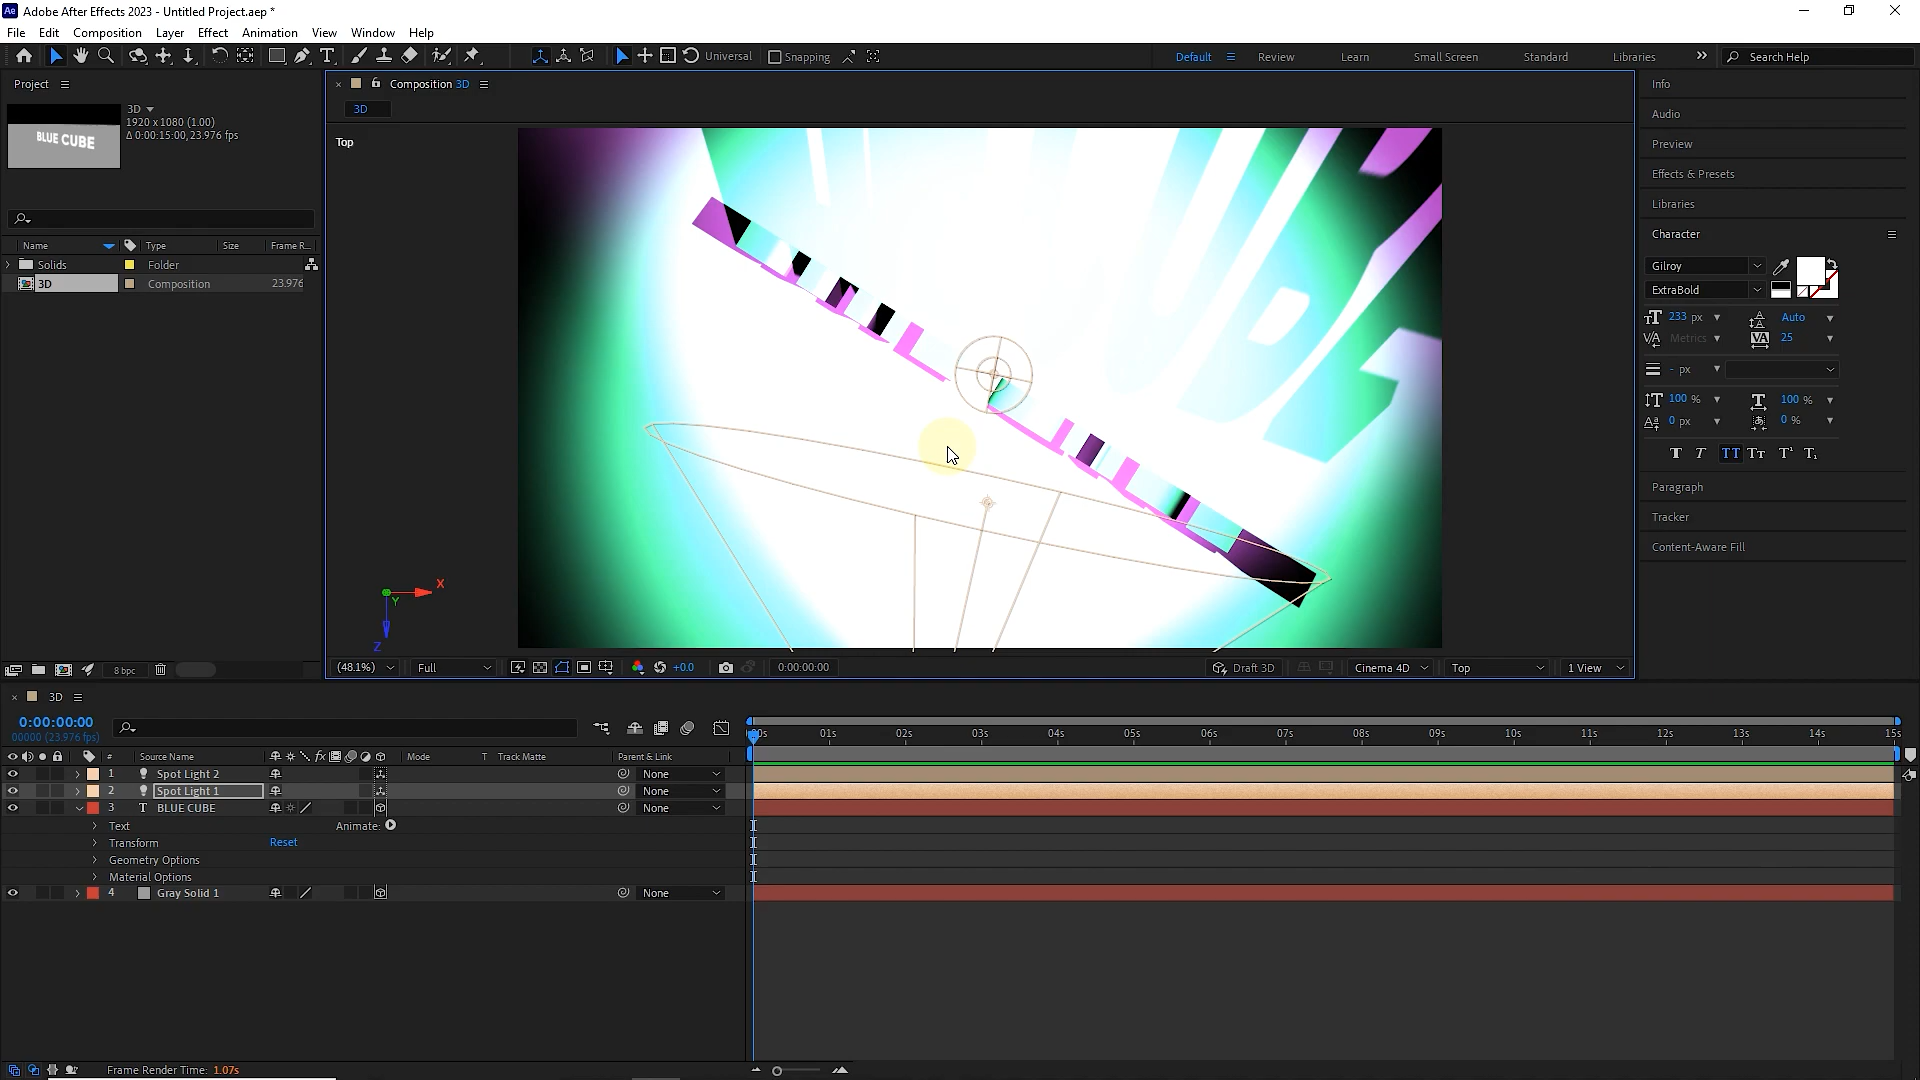 Ae Adobe After Effects 2023 - Untitled Project.aep *
File Edit Composition Layer Effect Animation View Window Help
Universal Snapping Default Review Learn Small Screen Standard Libraries Search Help
Project
3D
1920 x 1080 (1.00)
Δ 0:00:15:00, 23.976 fps
BLUE CUBE
Name Type Size Frame R...
Solids Folder
3D Composition 23.976
8 bpc
Composition 3D
3D
Top
X
Y
Z
(48.1%) Full +0.0 0:00:00:00 Draft 3D Cinema 4D Top 1 View
Info
Audio
Preview
Effects & Presets
Libraries
Character
Gilroy
ExtraBold
233 px Auto
Metrics 25
- px
100 % 100 %
0 px 0 %
T T TT Tt T¹ T₁
Paragraph
Tracker
Content-Aware Fill
3D
0:00:00:00
00000 (23.976 fps)
:00s 01s 02s 03s 04s 05s 06s 07s 08s 09s 10s 11s 12s 13s 14s 15s
# Source Name fx Mode T Track Matte Parent & Link
1 Spot Light 2 None
2 Spot Light 1 None
3 T BLUE CUBE None
Text Animate:
Transform Reset
Geometry Options
Material Options
4 Gray Solid 1 None
Frame Render Time: 1.07s